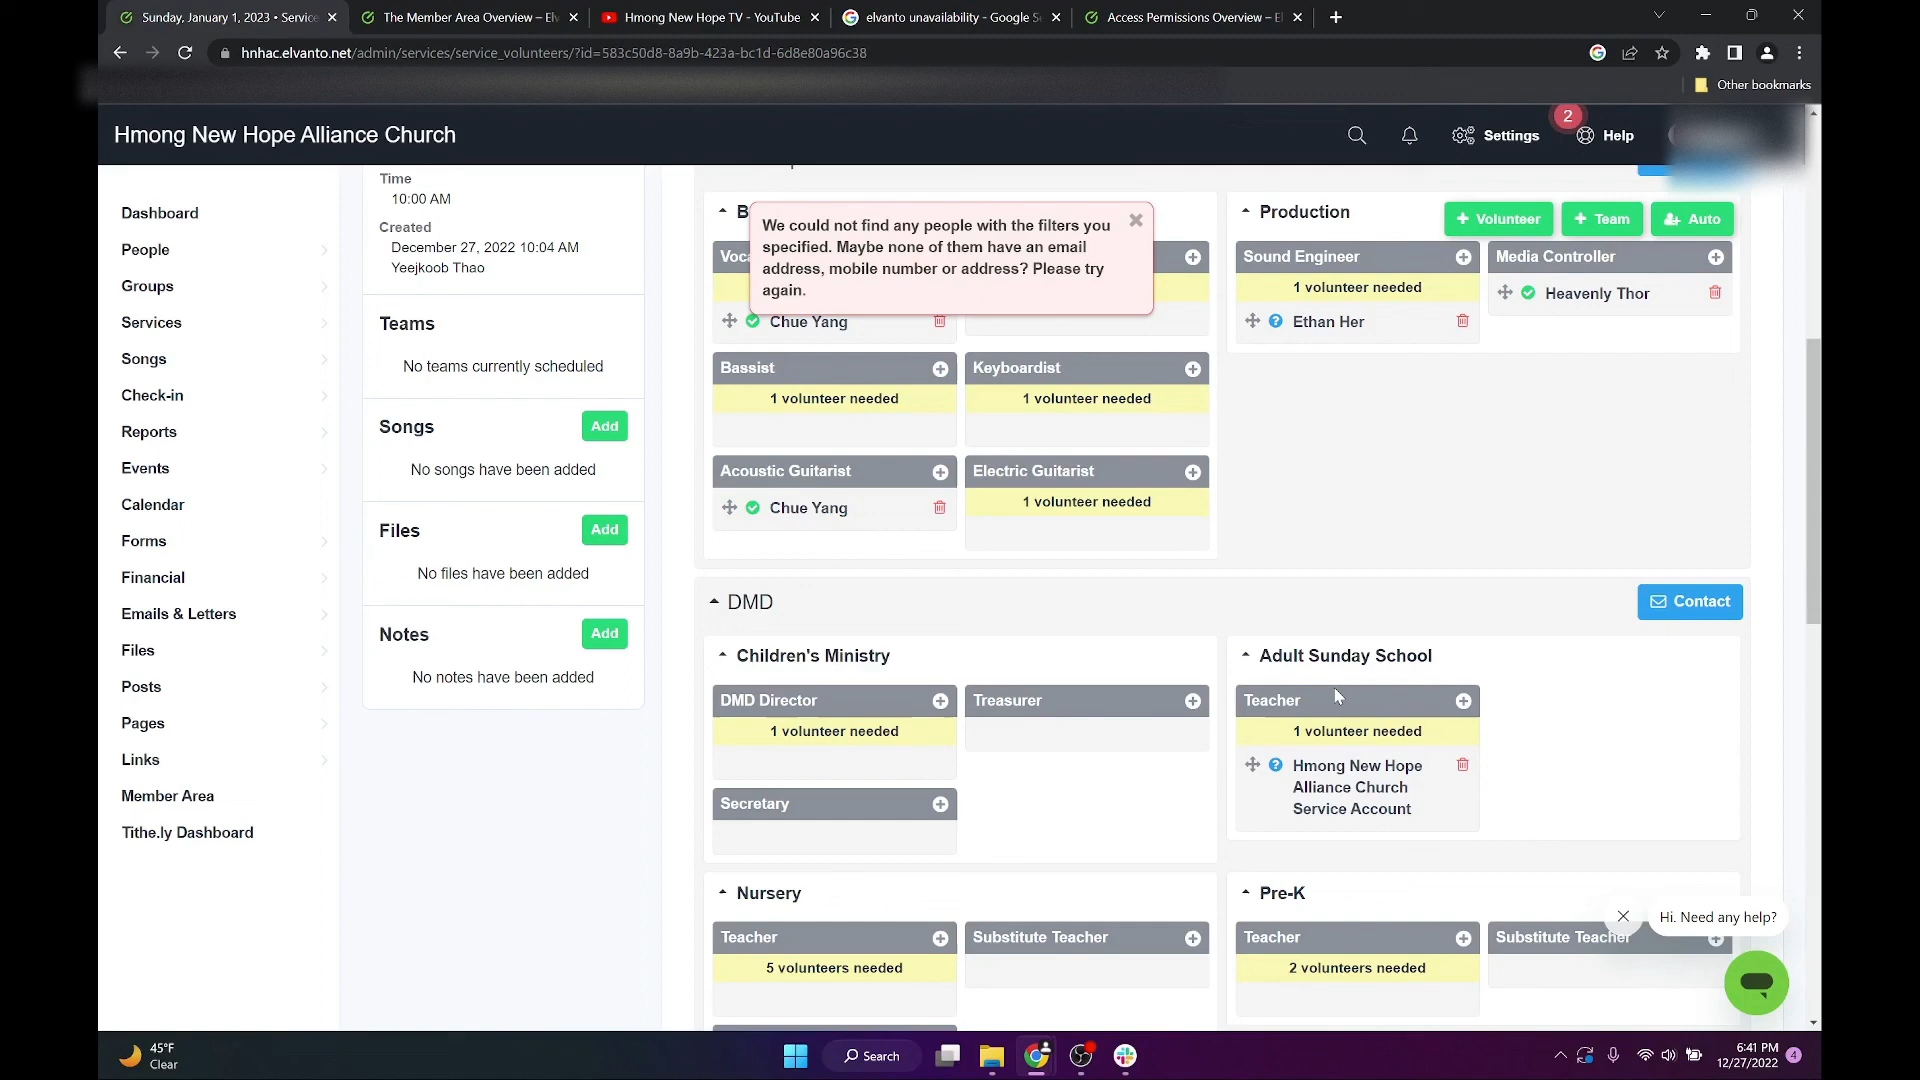 Sunday, January 1, 2023 • Service
The Member Area Overview – Elv
Hmong New Hope TV - YouTube
elvanto unavailability - Google Se
Access Permissions Overview – El
hnhac.elvanto.net/admin/services/service_volunteers/?id=583c50d8-8a9b-423a-bc1d-6d8e80a96c38
Other bookmarks
Hmong New Hope Alliance Church
Settings
2
Help
Dashboard
People
Groups
Services
Songs
Check-in
Reports
Events
Calendar
Forms
Financial
Emails & Letters
Files
Posts
Pages
Links
Member Area
Tithe.ly Dashboard
Time
10:00 AM
Created
December 27, 2022 10:04 AM
Yeejkoob Thao
Teams
No teams currently scheduled
Songs
Add
No songs have been added
Files
Add
No files have been added
Notes
Add
No notes have been added
B
We could not find any people with the filters you
specified. Maybe none of them have an email
address, mobile number or address? Please try
again.
Voca
Chue Yang
Bassist
1 volunteer needed
Keyboardist
1 volunteer needed
Acoustic Guitarist
Chue Yang
Electric Guitarist
1 volunteer needed
Production
Volunteer
Team
Auto
Sound Engineer
1 volunteer needed
Ethan Her
Media Controller
Heavenly Thor
DMD
Contact
Children's Ministry
DMD Director
1 volunteer needed
Treasurer
Secretary
Adult Sunday School
Teacher
1 volunteer needed
Hmong New Hope
Alliance Church
Service Account
Nursery
Teacher
5 volunteers needed
Substitute Teacher
Pre-K
Teacher
2 volunteers needed
Substitute Teacher
Hi. Need any help?
45°F
Clear
Search
6:41 PM
12/27/2022
4